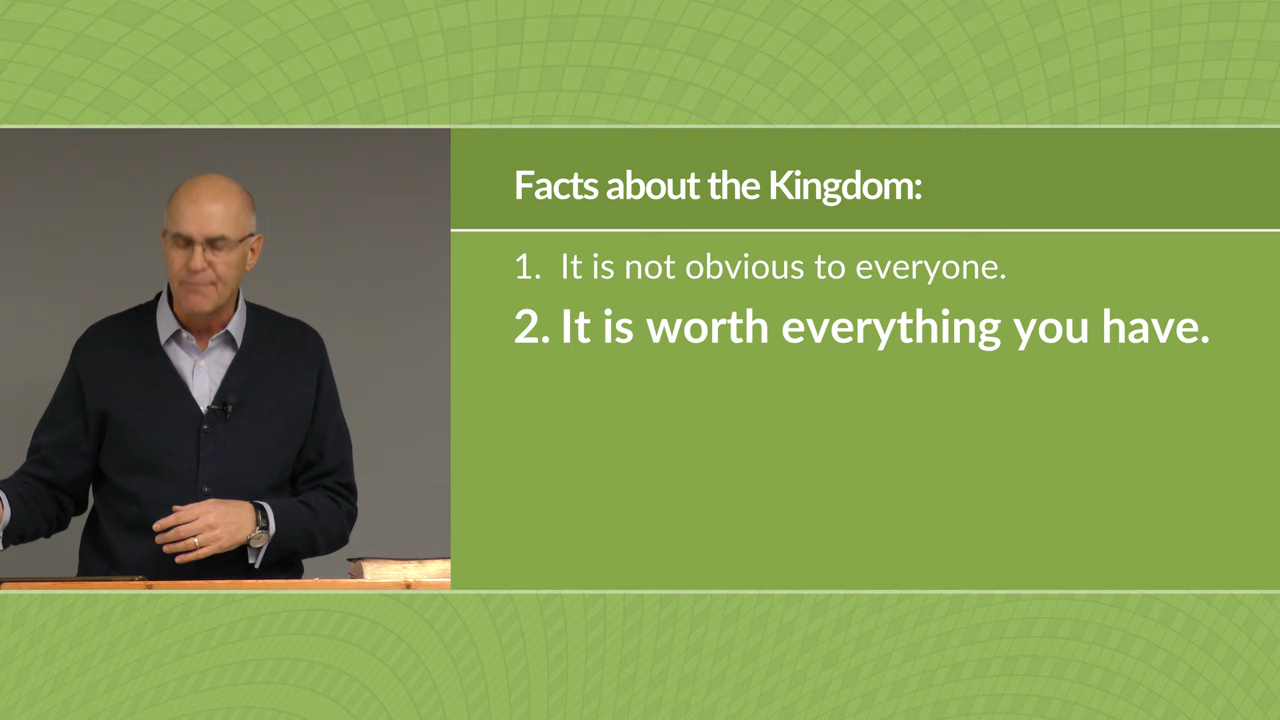 Facts about the Kingdom:
1. It is not obvious to everyone.
2. It is worth everything you have.